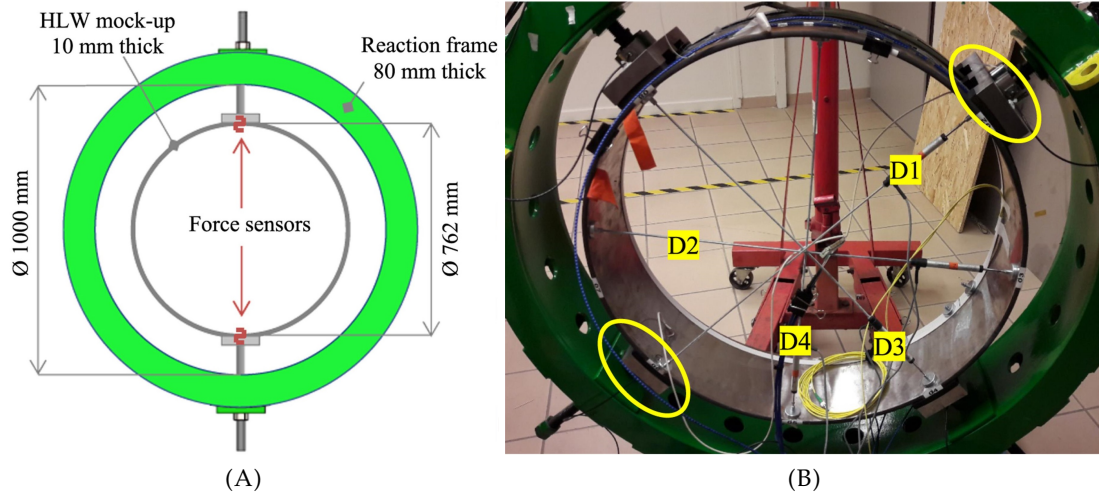 HLW mock-up
10 mm thick
Reaction frame
80 mm thick
Ø 1000 mm
Force sensors
Ø 762 mm
D1
D2
D4
D3
(A)
(B)